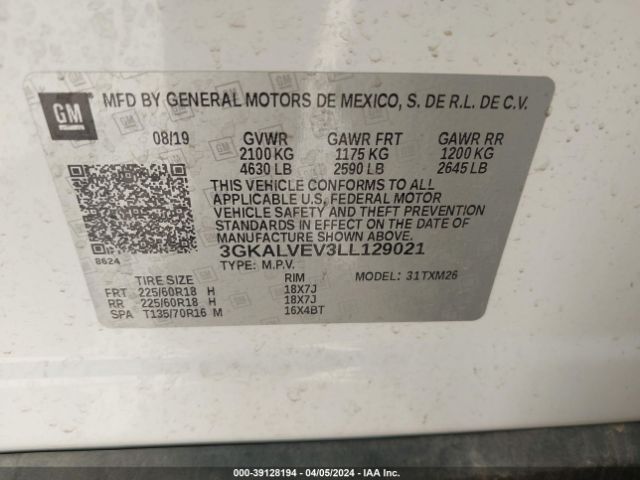 GM MFD BY GENERAL MOTORS DE MEXICO, S. DE R.L. DE C.V.
08/19 GVWR GAWR FRT GAWR RR
2100 KG 1175 KG 1200 KG
4630 LB 2590 LB 2645 LB
THIS VEHICLE CONFORMS TO ALL
APPLICABLE U.S. FEDERAL MOTOR
VEHICLE SAFETY AND THEFT PREVENTION
STANDARDS IN EFFECT ON THE DATE OF
MANUFACTURE SHOWN ABOVE.
8624 3GKALVEV3LL129021
TYPE: M.P.V.
TIRE SIZE RIM MODEL: 31TXM26
FRT 225/60R18 H 18X7J
RR 225/60R18 H 18X7J
SPA T135/70R16 M 16X4BT
000-39128194 - 04/05/2024 - IAA Inc.